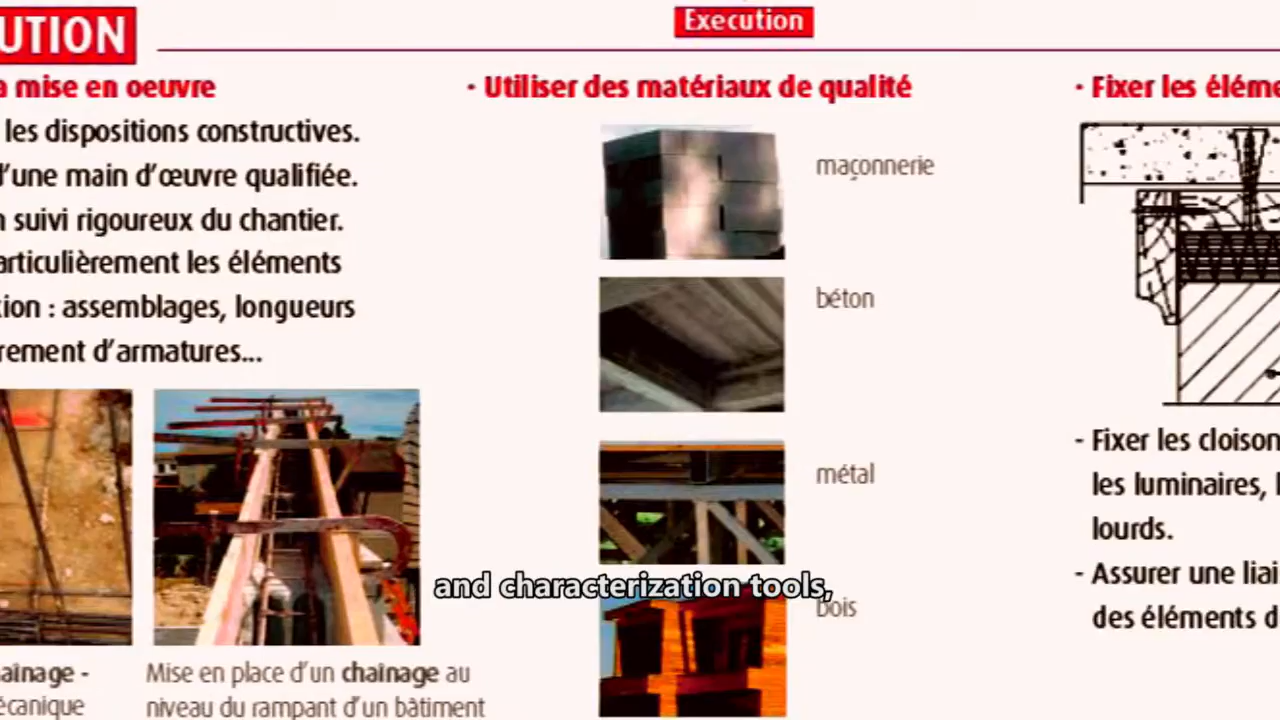 UTION
Execution
a mise en oeuvre
les dispositions constructives.
d'une main d'œuvre qualifiée.
n suivi rigoureux du chantier.
articulièrement les éléments
xion : assemblages, longueurs
rement d'armatures...
haînage -
écanique
Mise en place d'un chaînage au
niveau du rampant d'un bâtiment
· Utiliser des matériaux de qualité
maçonnerie
béton
métal
bois
· Fixer les éléme
- Fixer les cloison
les luminaires, l
lourds.
- Assurer une liai
des éléments d
and characterization tools,